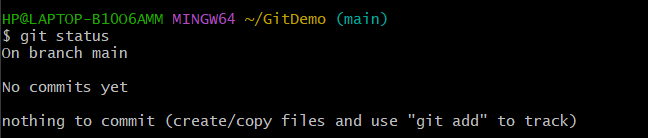 HP@LAPTOP-B1OO6AMM MINGW64 ~/GitDemo (main)
$ git status
On branch main
No commits yet
nothing to commit (create/copy files and use "git add" to track)